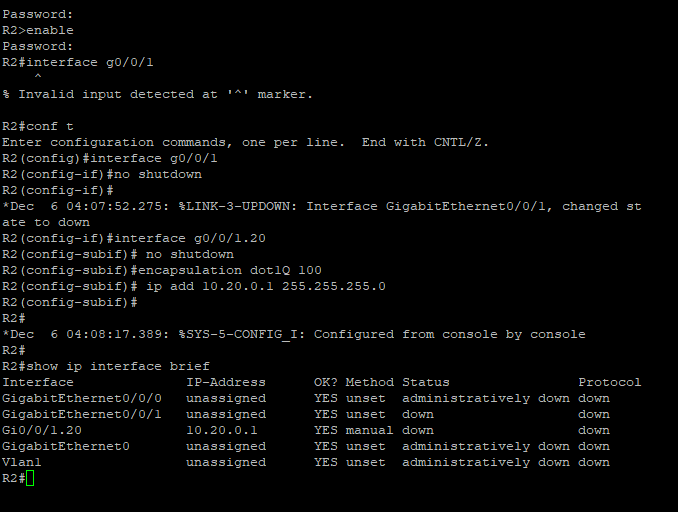 Password:
R2>enable
Password:
R2#interface g0/0/1
    ^
% Invalid input detected at '^' marker.

R2#conf t
Enter configuration commands, one per line.  End with CNTL/Z.
R2(config)#interface g0/0/1
R2(config-if)#no shutdown
R2(config-if)#
*Dec  6 04:07:52.275: %LINK-3-UPDOWN: Interface GigabitEthernet0/0/1, changed st
ate to down
R2(config-if)#interface g0/0/1.20
R2(config-subif)# no shutdown
R2(config-subif)#encapsulation dot1Q 100
R2(config-subif)# ip add 10.20.0.1 255.255.255.0
R2(config-subif)#
R2#
*Dec  6 04:08:17.389: %SYS-5-CONFIG_I: Configured from console by console
R2#
R2#show ip interface brief
Interface              IP-Address      OK? Method Status                Protocol
GigabitEthernet0/0/0   unassigned      YES unset  administratively down down
GigabitEthernet0/0/1   unassigned      YES unset  down                  down
Gi0/0/1.20             10.20.0.1       YES manual down                  down
GigabitEthernet0       unassigned      YES unset  administratively down down
Vlan1                  unassigned      YES unset  administratively down down
R2#